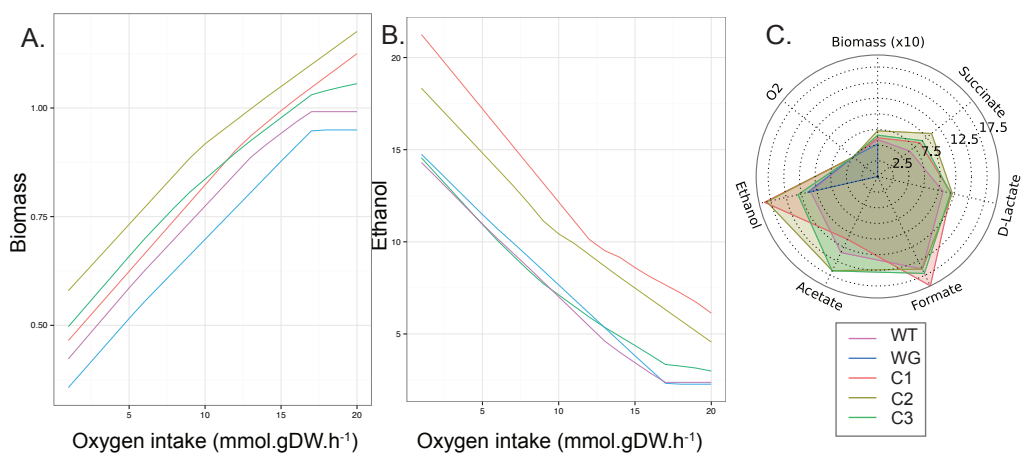 A.
Biomass
1.00
0.75
0.50
5
10
15
20
Oxygen intake (mmol.gDW.h-1)
B.
Ethanol
20
15
10
5
5
10
15
20
Oxygen intake (mmol.gDW.h-1)
C.
Biomass (x10)
Succinate
D-Lactate
Formate
Acetate
Ethanol
O2
2.5
7.5
12.5
17.5
WT
WG
C1
C2
C3